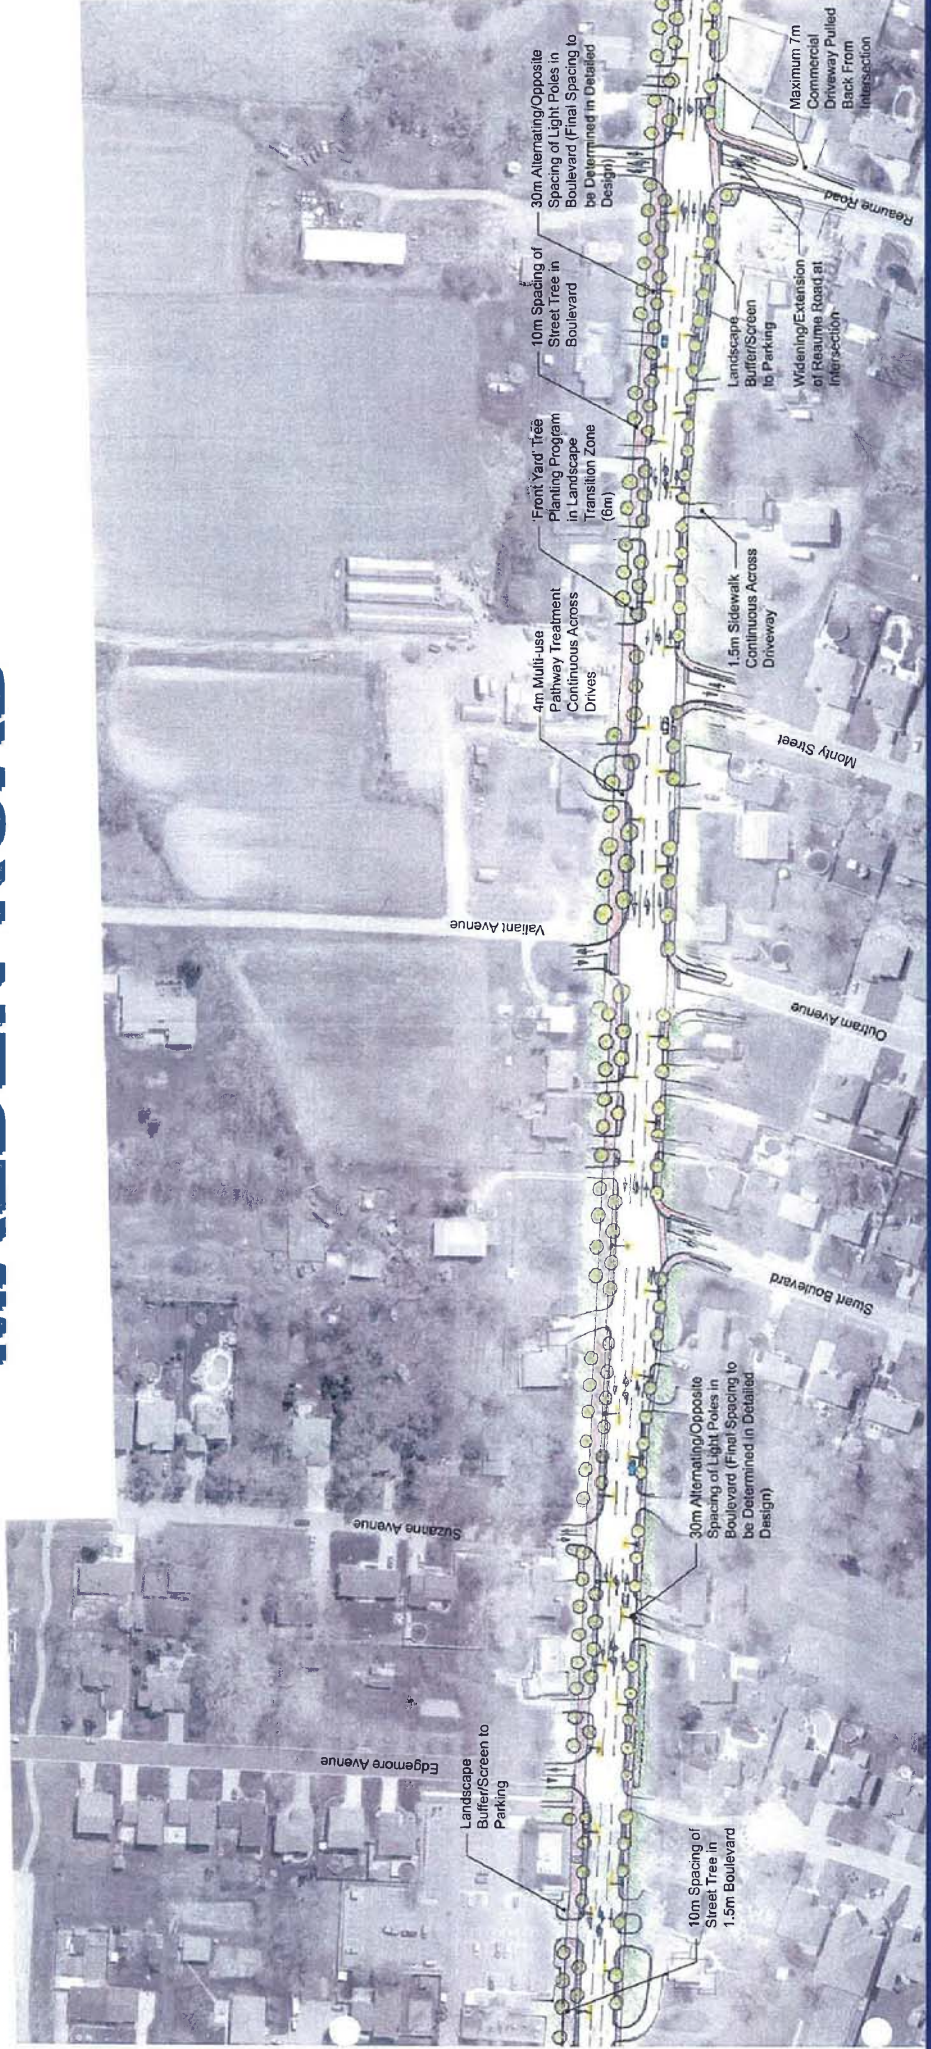 Edgemore Avenue
Suzanne Avenue
Valiant Avenue
Landscape
Buffer/Screen to
Parking
4m Multi-use
Pathway Treatment
Continuous Across
Drives
'Front Yard' Tree
Planting Program
in Landscape
Transition Zone
(6m)
10m Spacing of
Street Tree in
Boulevard
30m Alternating/Opposite
Spacing of Light Poles in
Boulevard (Final Spacing to
be Determined in Detailed
Design)
10m Spacing of
Street Tree in
1.5m Boulevard
30m Alternating/Opposite
Spacing of Light Poles in
Boulevard (Final Spacing to
be Determined in Detailed
Design)
Stuart Boulevard
Outram Avenue
Monty Street
1.5m Sidewalk
Continuous Across
Driveway
Landscape
Buffer/Screen
to Parking
Widening/Extension
of Reaume Road at
Intersection
Reaume Road
Maximum 7m
Commercial
Driveway Pulled
Back From
Intersection